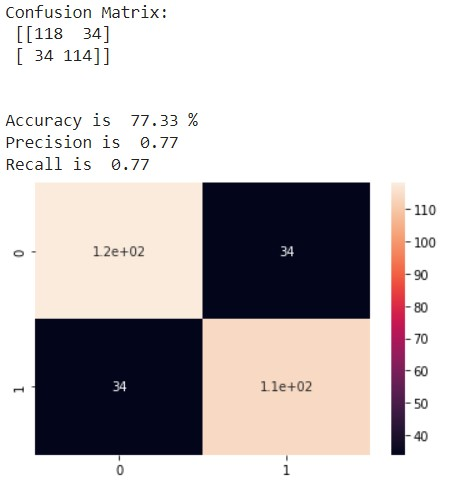 Confusion Matrix:
[[118  34]
[ 34 114]]
Accuracy is  77.33 %
Precision is  0.77
Recall is  0.77
0
1.2e+02
34
1
34
1.1e+02
0
1
110
100
90
80
70
60
50
40